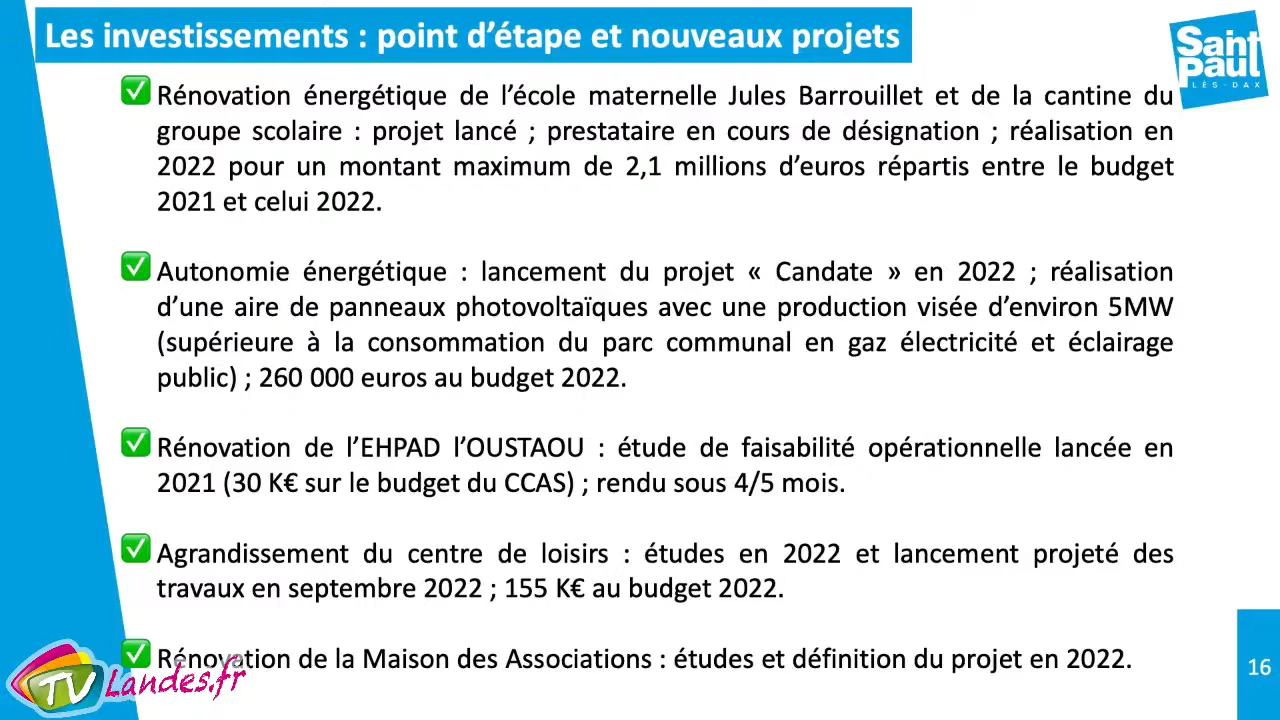 Les investissements : point d’étape et nouveaux projets
Saint
Paul
LÈS-DAX
Rénovation énergétique de l’école maternelle Jules Barrouillet et de la cantine du
groupe scolaire : projet lancé ; prestataire en cours de désignation ; réalisation en
2022 pour un montant maximum de 2,1 millions d’euros répartis entre le budget
2021 et celui 2022.
Autonomie énergétique : lancement du projet « Candate » en 2022 ; réalisation
d’une aire de panneaux photovoltaïques avec une production visée d’environ 5MW
(supérieure à la consommation du parc communal en gaz électricité et éclairage
public) ; 260 000 euros au budget 2022.
Rénovation de l’EHPAD l’OUSTAOU : étude de faisabilité opérationnelle lancée en
2021 (30 K€ sur le budget du CCAS) ; rendu sous 4/5 mois.
Agrandissement du centre de loisirs : études en 2022 et lancement projeté des
travaux en septembre 2022 ; 155 K€ au budget 2022.
Rénovation de la Maison des Associations : études et définition du projet en 2022.
16
TV Landes.fr